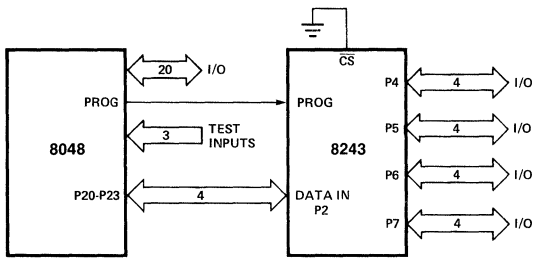 CS
20 I/O
PROG
PROG
P4 4 I/O
3 TEST
INPUTS
P5 4 I/O
8048
8243
P6 4 I/O
P20-P23 4 DATA IN
P2
P7 4 I/O